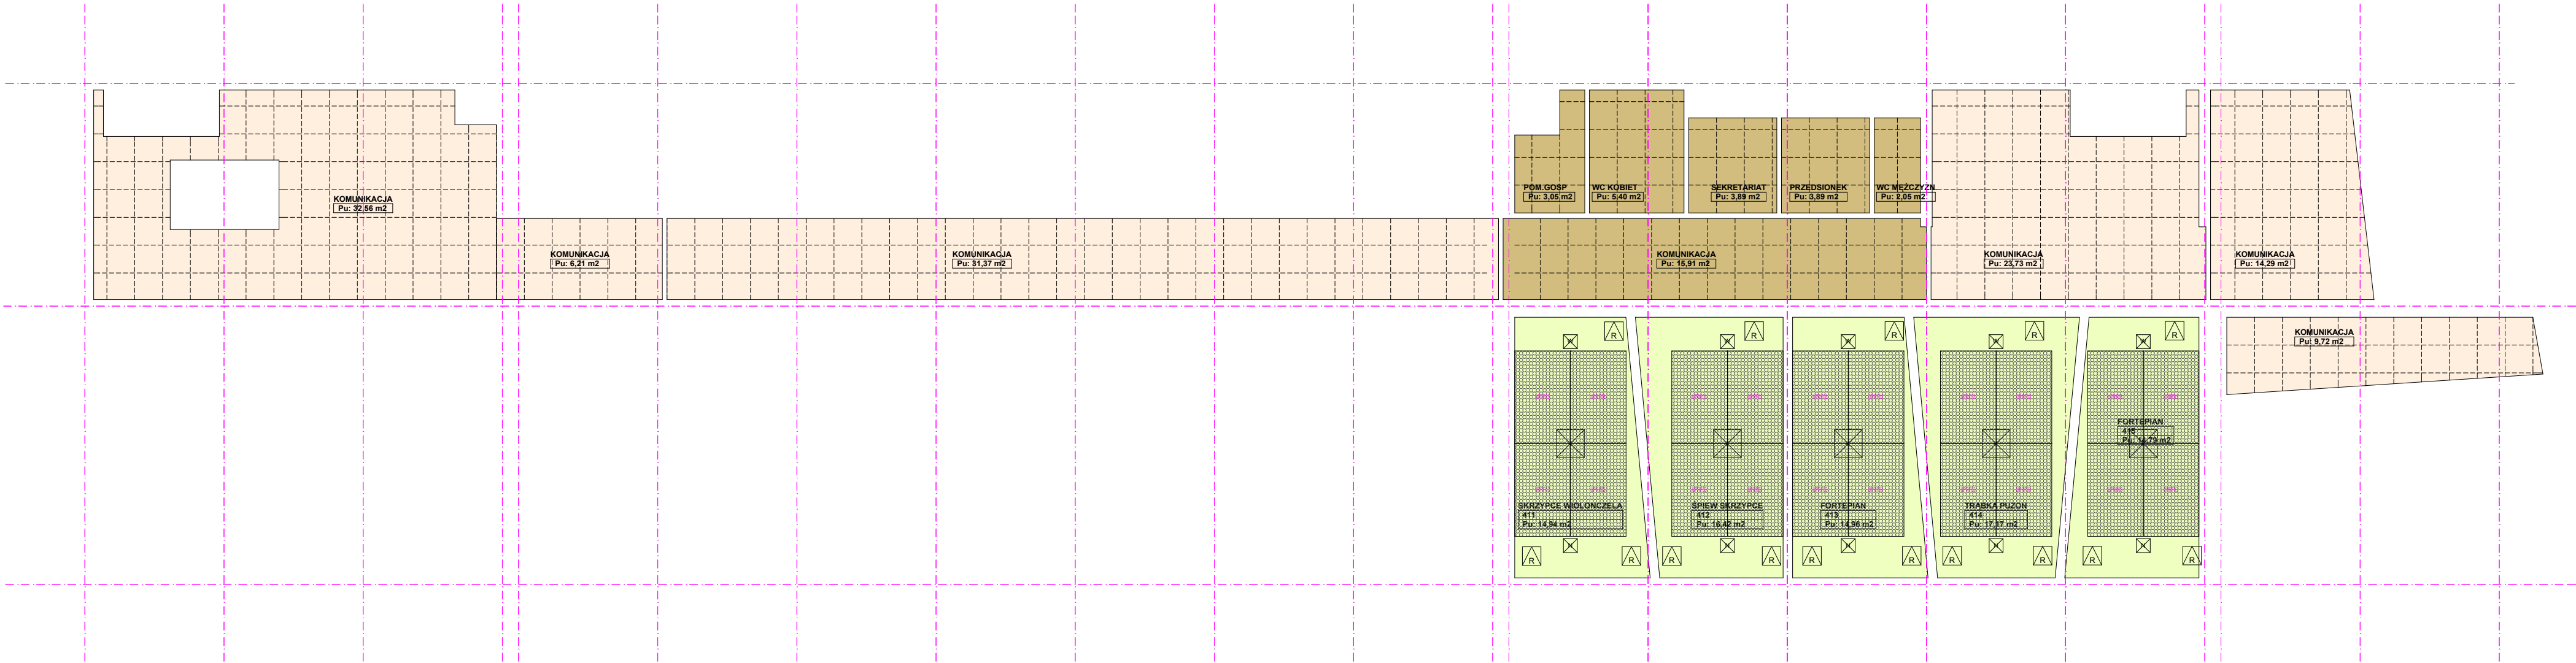 KOMUNIKACJA
Pu: 32,56 m2
KOMUNIKACJA
Pu: 6,21 m2
KOMUNIKACJA
Pu: 31,37 m2
POM.GOSP
Pu: 3,05 m2
WC KOBIET
Pu: 5,40 m2
SEKRETARIAT
Pu: 3,89 m2
PRZEDSIONEK
Pu: 3,89 m2
WC MĘŻCZYZN
Pu: 2,05 m2
KOMUNIKACJA
Pu: 15,91 m2
KOMUNIKACJA
Pu: 23,73 m2
KOMUNIKACJA
Pu: 14,29 m2
KOMUNIKACJA
Pu: 9,72 m2
R
R
R
R
R
SKRZYPCE WIOLONCZELA
411
Pu: 14,94 m2
ŚPIEW SKRZYPCE
412
Pu: 16,42 m2
FORTEPIAN
413
Pu: 14,96 m2
TRĄBKA PUZON
414
Pu: 17,17 m2
FORTEPIAN
415
m2
R
R
R
R
R
R
R
R
R
R